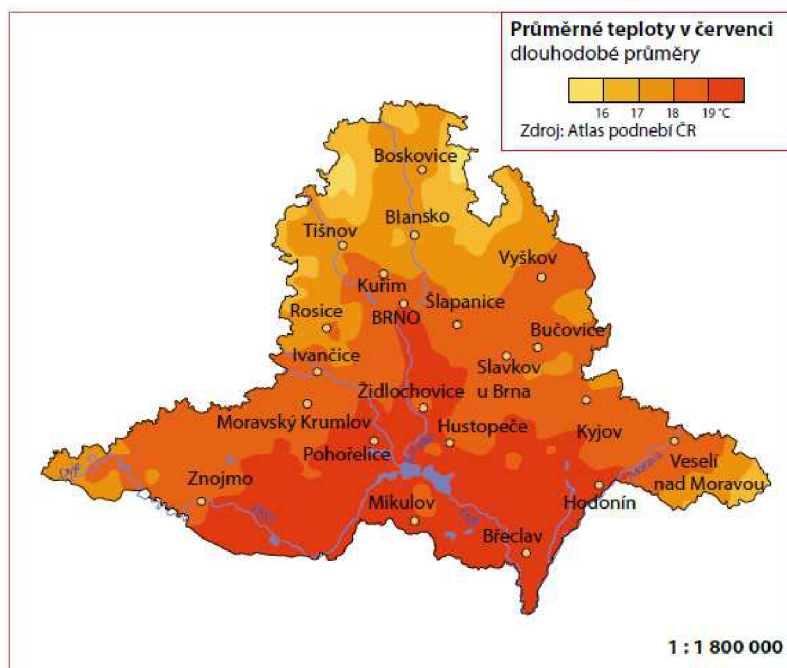 Průměrné teploty v červenci
dlouhodobé průměry
16 17 18 19 °C
Zdroj: Atlas podnebí ČR
Boskovice
Blansko
Tišnov
Vyškov
Kuřim
Šlapanice
Rosice
BRNO
Bučovice
Ivančice
Slavkov
u Brna
Židlochovice
Moravský Krumlov
Hustopeče
Kyjov
Pohořelice
Veselí
nad Moravou
Znojmo
Hodonín
Mikulov
Břeclav
Dyje
1 : 1 800 000